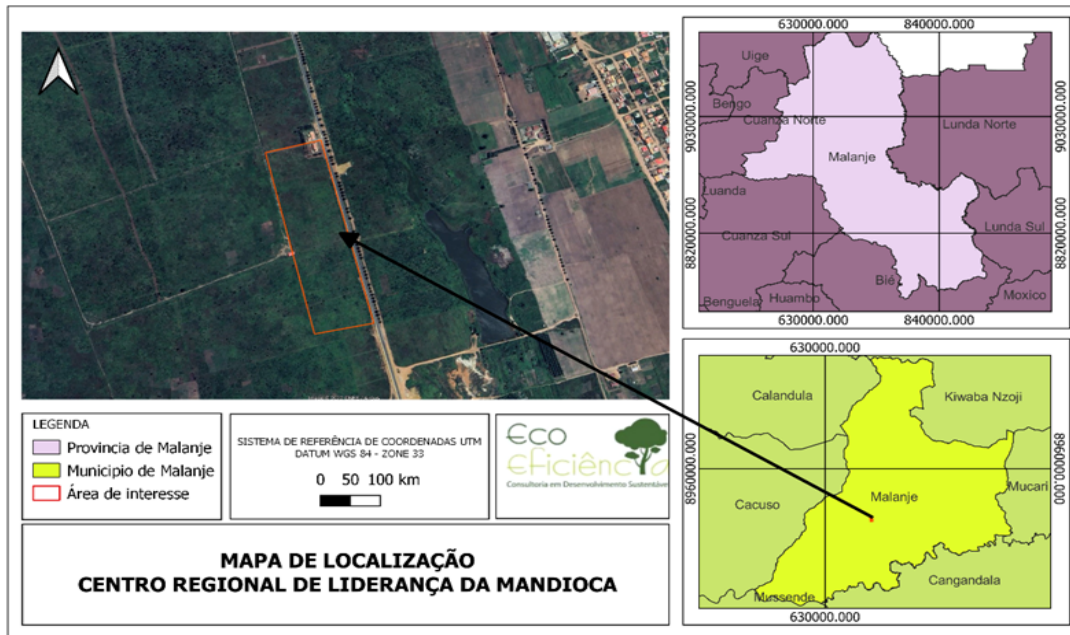 LEGENDA
Provincia de Malanje
Municipio de Malanje
Área de interesse
SISTEMA DE REFERÊNCIA DE COORDENADAS UTM
DATUM WGS 84 - ZONE 33
0 50 100 km
Eco
Eficiência
Consultoria em Desenvolvimento Sustentáve
MAPA DE LOCALIZAÇÃO
CENTRO REGIONAL DE LIDERANÇA DA MANDIOCA
630000.000 840000.000
Uige
Bengo
Cuanza Norte
Lunda Norte
Malanje
Luanda
Cuanza Sul
Lunda Sul
Bié
Benguela
Huambo
Moxico
9030000.000
8820000.000
9030000.000
8820000.000
630000.000 840000.000
630000.000
Calandula
Kiwaba Nzoji
Cacuso
Malanje
Mucari
Cangandala
Mussende
8960000.000
8960000.000
630000.000